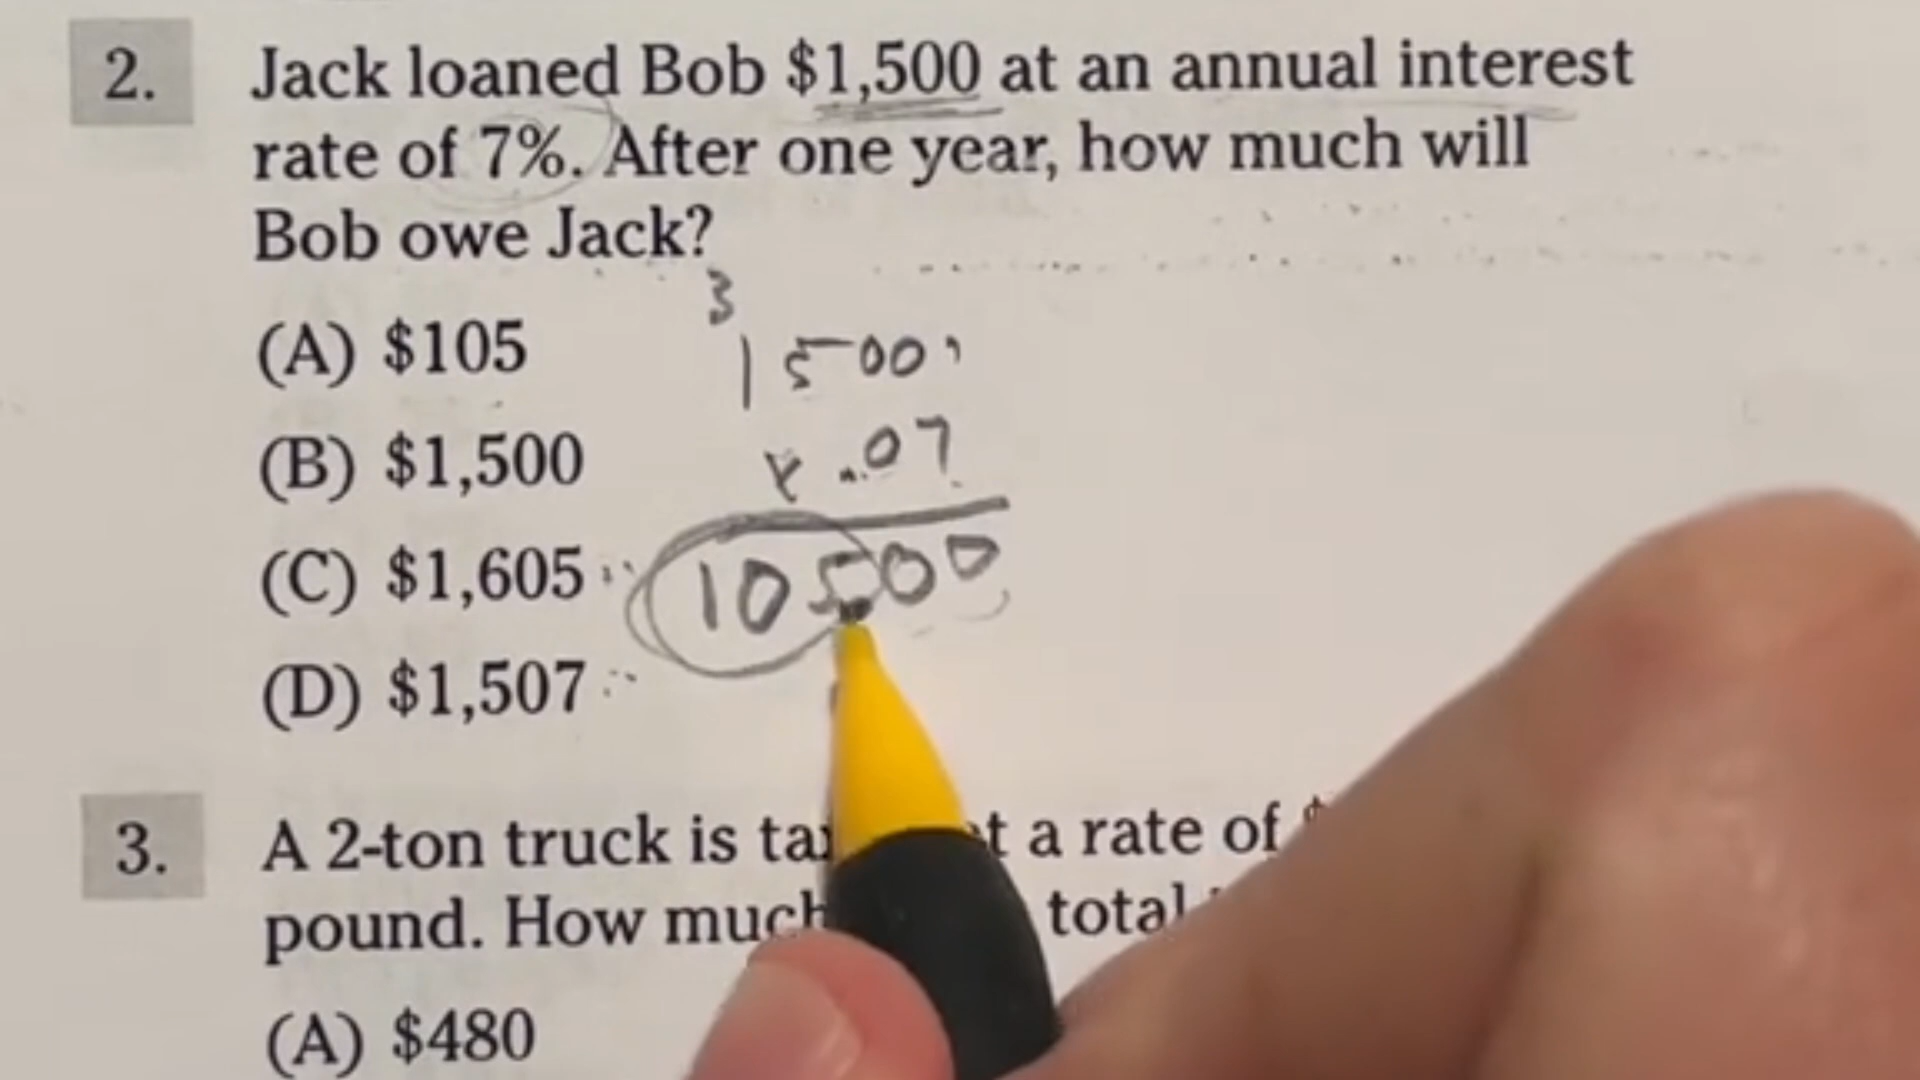 2. Jack loaned Bob $1,500 at an annual interest
rate of 7%. After one year, how much will
Bob owe Jack?
(A) $105
(B) $1,500
(C) $1,605
(D) $1,507
3
1500
x .07
10500
3. A 2-ton truck is at a rate of
pound. How much total
(A) $480